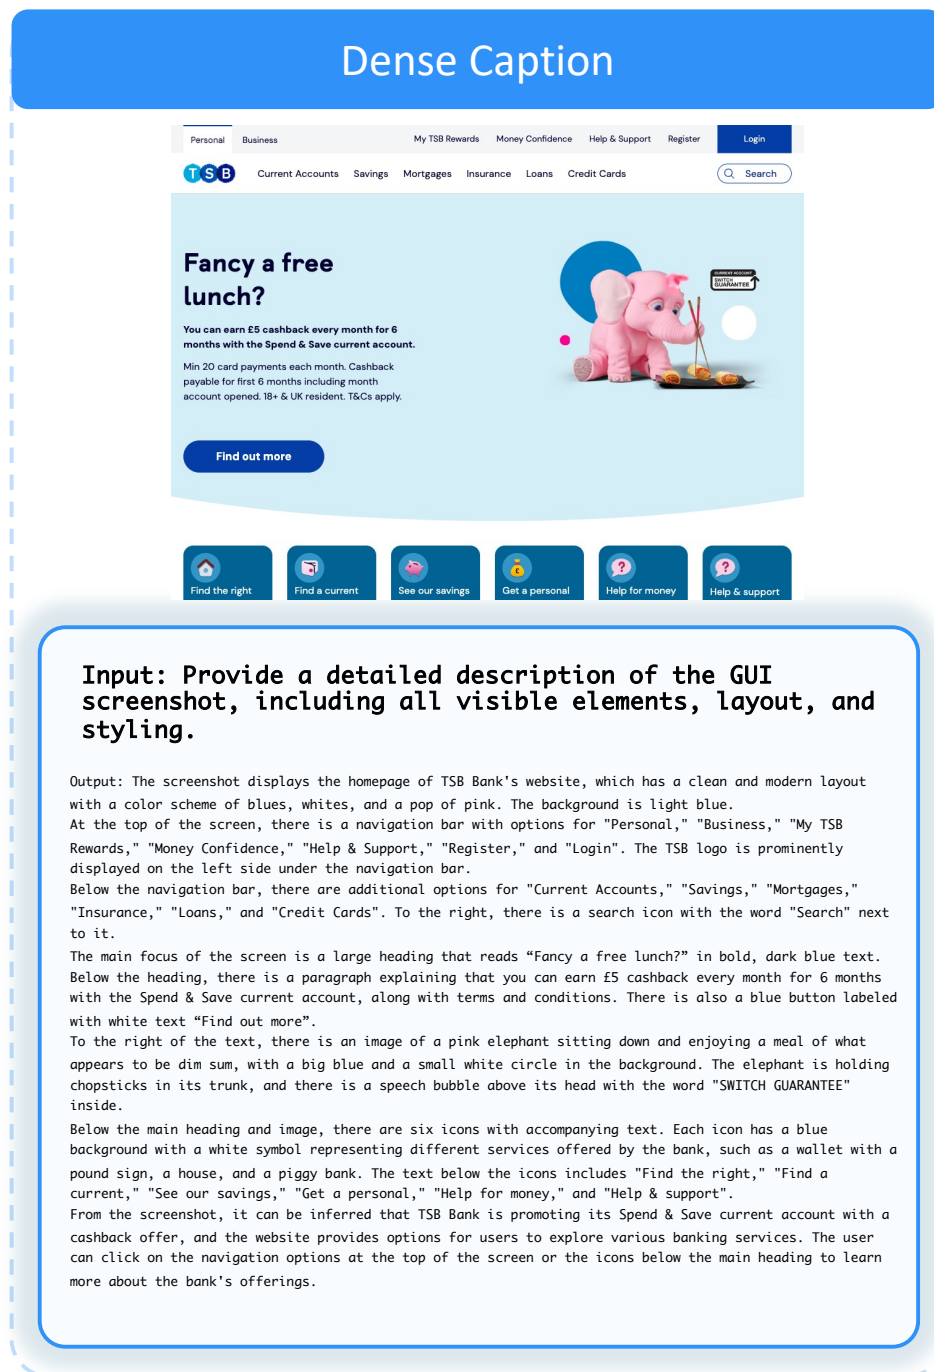 Dense Caption
Personal Business My TSB Rewards Money Confidence Help & Support Register Login
TSB Current Accounts Savings Mortgages Insurance Loans Credit Cards Search
Fancy a free
lunch?
You can earn £5 cashback every month for 6
months with the Spend & Save current account.
Min 20 card payments each month. Cashback
payable for first 6 months including month
account opened. 18+ & UK resident. T&Cs apply.
CURRENT ACCOUNT
SWITCH
GUARANTEE
Find out more
Find the right Find a current See our savings Get a personal Help for money Help & support
Input: Provide a detailed description of the GUI
screenshot, including all visible elements, layout, and
styling.
Output: The screenshot displays the homepage of TSB Bank's website, which has a clean and modern layout
with a color scheme of blues, whites, and a pop of pink. The background is light blue.
At the top of the screen, there is a navigation bar with options for "Personal," "Business," "My TSB
Rewards," "Money Confidence," "Help & Support," "Register," and "Login". The TSB logo is prominently
displayed on the left side under the navigation bar.
Below the navigation bar, there are additional options for "Current Accounts," "Savings," "Mortgages,"
"Insurance," "Loans," and "Credit Cards". To the right, there is a search icon with the word "Search" next
to it.
The main focus of the screen is a large heading that reads “Fancy a free lunch?” in bold, dark blue text.
Below the heading, there is a paragraph explaining that you can earn £5 cashback every month for 6 months
with the Spend & Save current account, along with terms and conditions. There is also a blue button labeled
with white text “Find out more”.
To the right of the text, there is an image of a pink elephant sitting down and enjoying a meal of what
appears to be dim sum, with a big blue and a small white circle in the background. The elephant is holding
chopsticks in its trunk, and there is a speech bubble above its head with the word "SWITCH GUARANTEE"
inside.
Below the main heading and image, there are six icons with accompanying text. Each icon has a blue
background with a white symbol representing different services offered by the bank, such as a wallet with a
pound sign, a house, and a piggy bank. The text below the icons includes "Find the right," "Find a
current," "See our savings," "Get a personal," "Help for money," and "Help & support".
From the screenshot, it can be inferred that TSB Bank is promoting its Spend & Save current account with a
cashback offer, and the website provides options for users to explore various banking services. The user
can click on the navigation options at the top of the screen or the icons below the main heading to learn
more about the bank's offerings.